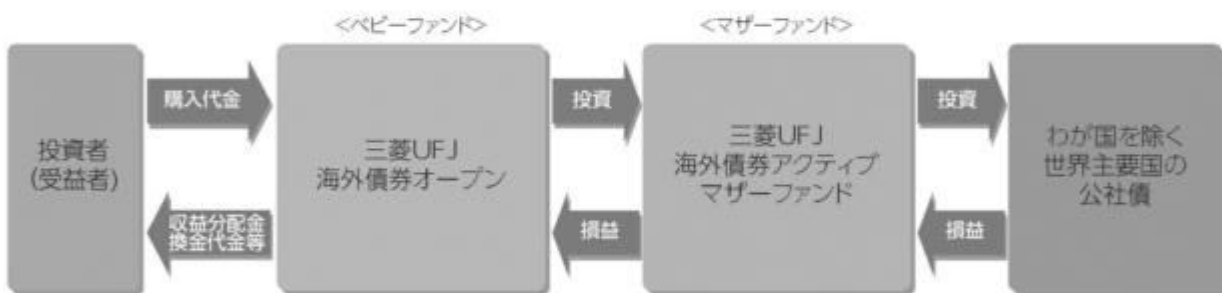 <ベビーファンド>
<マザーファンド>
購入代金
投資
投資
投資者
(受益者)
三菱UFJ
海外債券オープン
三菱UFJ
海外債券アクティブ
マザーファンド
わが国を除く
世界主要国の
公社債
収益分配金
換金代金等
損益
損益